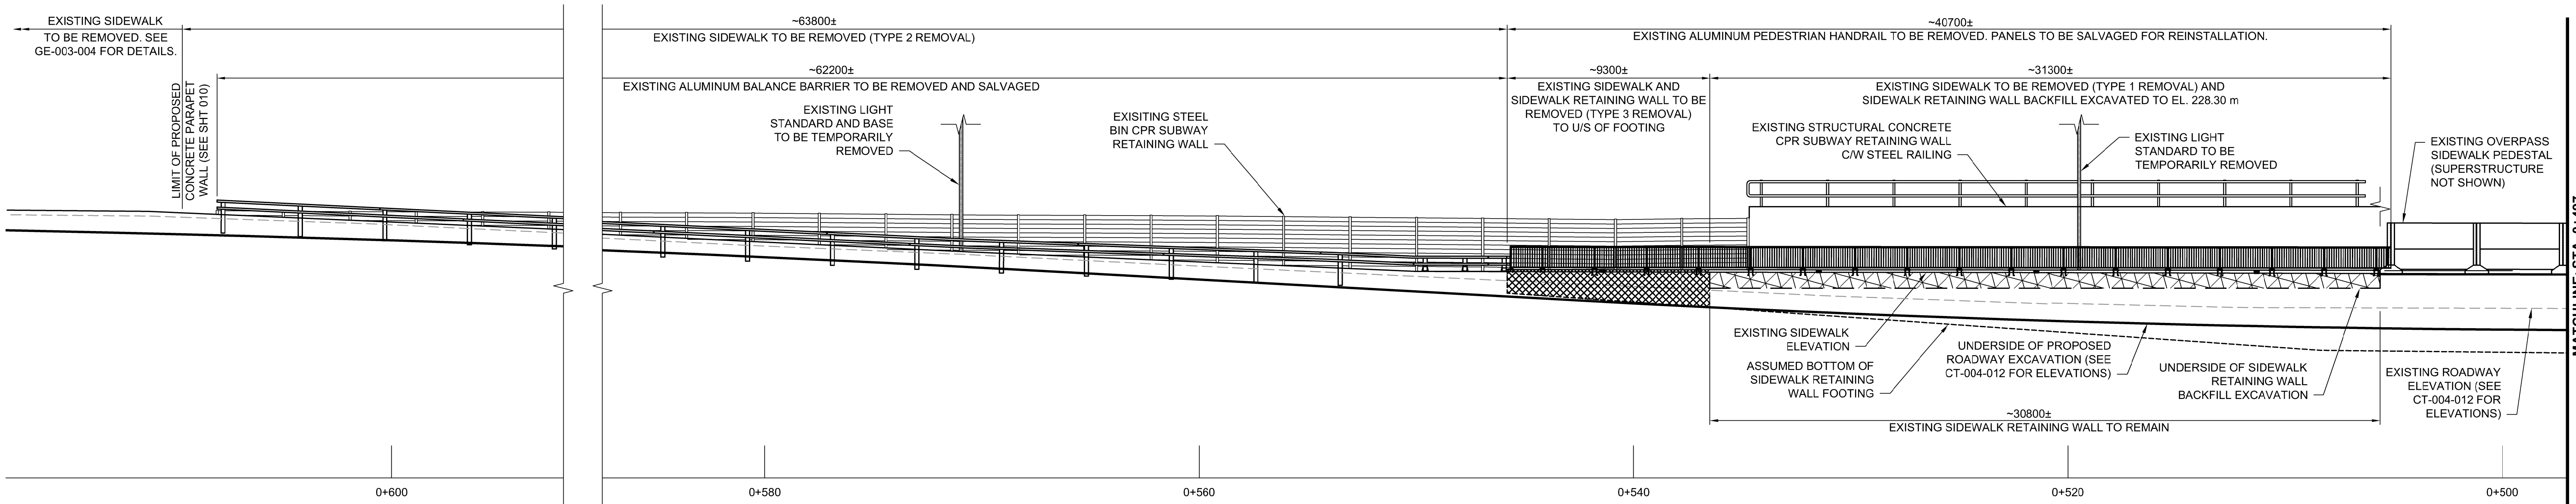 EXISTING SIDEWALK
TO BE REMOVED. SEE
GE-003-004 FOR DETAILS.
~63800±
EXISTING SIDEWALK TO BE REMOVED (TYPE 2 REMOVAL)
~40700±
EXISTING ALUMINUM PEDESTRIAN HANDRAIL TO BE REMOVED. PANELS TO BE SALVAGED FOR REINSTALLATION.
LIMIT OF PROPOSED
CONCRETE PARAPET
WALL (SEE SHT 010)
~62200±
EXISTING ALUMINUM BALANCE BARRIER TO BE REMOVED AND SALVAGED
~9300±
EXISTING SIDEWALK AND
SIDEWALK RETAINING WALL TO BE
REMOVED (TYPE 3 REMOVAL)
TO U/S OF FOOTING
~31300±
EXISTING SIDEWALK TO BE REMOVED (TYPE 1 REMOVAL) AND
SIDEWALK RETAINING WALL BACKFILL EXCAVATED TO EL. 228.30 m
EXISTING LIGHT
STANDARD AND BASE
TO BE TEMPORARILY
REMOVED
EXISITING STEEL
BIN CPR SUBWAY
RETAINING WALL
EXISTING STRUCTURAL CONCRETE
CPR SUBWAY RETAINING WALL
C/W STEEL RAILING
EXISTING LIGHT
STANDARD TO BE
TEMPORARILY REMOVED
EXISTING OVERPASS
SIDEWALK PEDESTAL
(SUPERSTRUCTURE
NOT SHOWN)
EXISTING SIDEWALK
ELEVATION
ASSUMED BOTTOM OF
SIDEWALK RETAINING
WALL FOOTING
UNDERSIDE OF PROPOSED
ROADWAY EXCAVATION (SEE
CT-004-012 FOR ELEVATIONS)
UNDERSIDE OF SIDEWALK
RETAINING WALL
BACKFILL EXCAVATION
EXISTING ROADWAY
ELEVATION (SEE
CT-004-012 FOR
ELEVATIONS)
~30800±
EXISTING SIDEWALK RETAINING WALL TO REMAIN
0+600
0+580
0+560
0+540
0+520
0+500